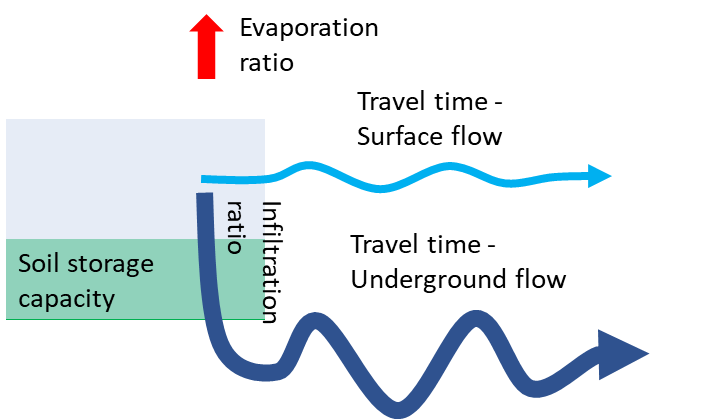 Evaporation
ratio
Travel time -
Surface flow
Infiltration
ratio
Travel time -
Underground flow
Soil storage
capacity